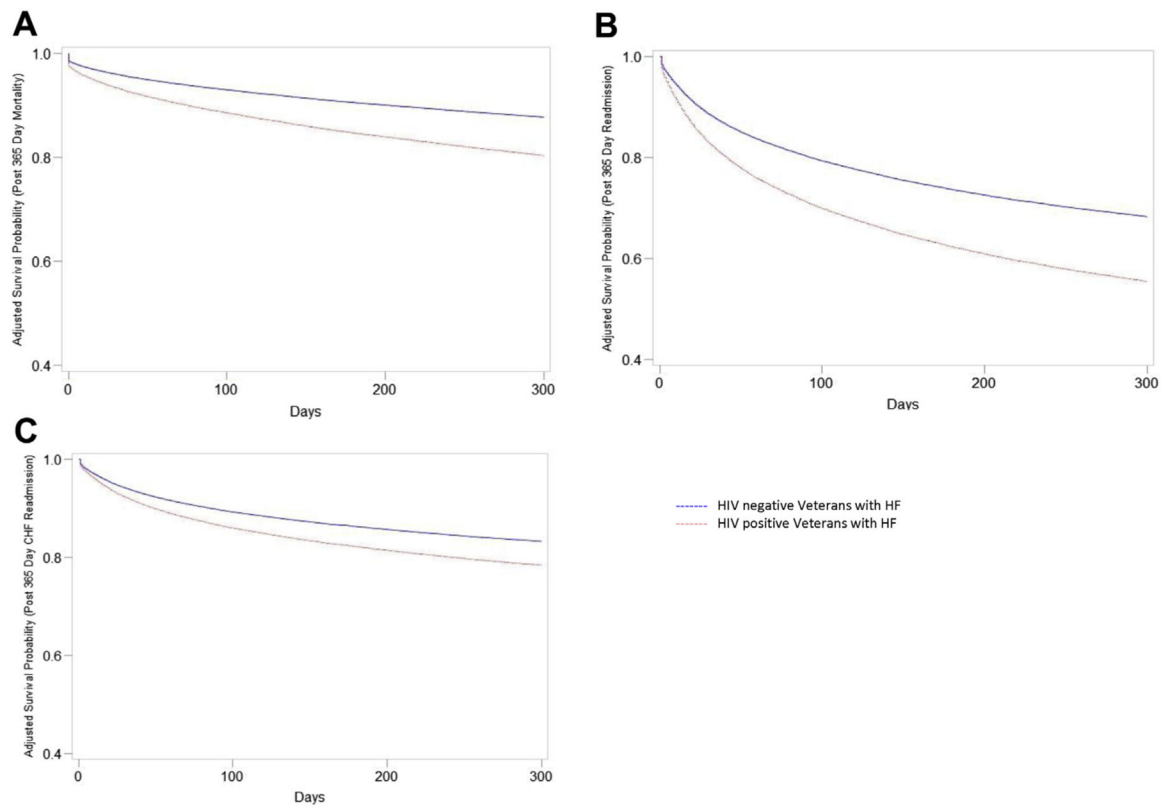 A
Adjusted Survival Probability (Post 365 Day Mortality)
1.0
0.8
0.6
0.4
0
100
200
300
Days
B
Adjusted Survival Probability (Post 365 Day Readmission)
1.0
0.8
0.6
0.4
0
100
200
300
Days
C
Adjusted Survival Probability (Post 365 Day CHF Readmission)
1.0
0.8
0.6
0.4
0
100
200
300
Days
HIV negative Veterans with HF
HIV positive Veterans with HF